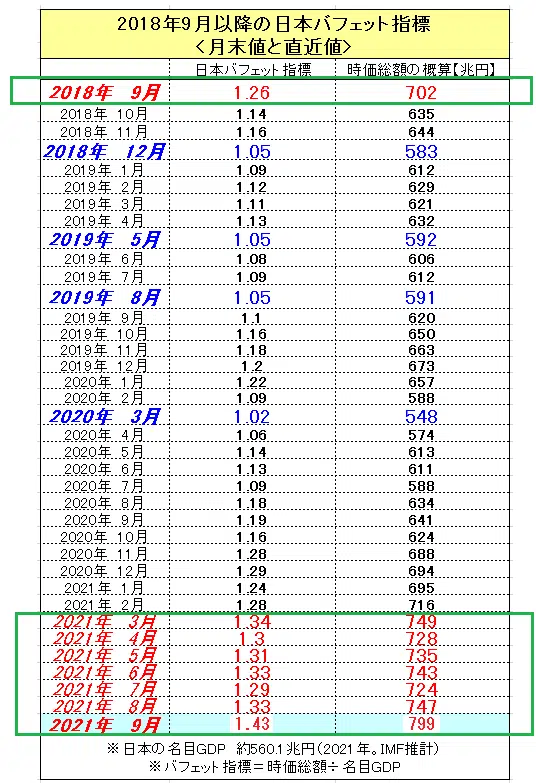 2018年9月以降の日本バフェット指標
<月末値と直近値>
日本バフェット指標 時価総額の概算【兆円】
2018年 9月 1.26 702
2018年 10月 1.14 635
2018年 11月 1.16 644
2018年 12月 1.05 583
2019年 1月 1.09 612
2019年 2月 1.12 629
2019年 3月 1.11 621
2019年 4月 1.13 632
2019年 5月 1.05 592
2019年 6月 1.08 606
2019年 7月 1.09 612
2019年 8月 1.05 591
2019年 9月 1.1 620
2019年 10月 1.16 650
2019年 11月 1.18 663
2019年 12月 1.2 673
2020年 1月 1.22 657
2020年 2月 1.09 588
2020年 3月 1.02 548
2020年 4月 1.06 574
2020年 5月 1.14 613
2020年 6月 1.13 611
2020年 7月 1.09 588
2020年 8月 1.18 634
2020年 9月 1.19 641
2020年 10月 1.16 624
2020年 11月 1.28 688
2020年 12月 1.29 694
2021年 1月 1.24 695
2021年 2月 1.28 716
2021年 3月 1.34 749
2021年 4月 1.3 728
2021年 5月 1.31 735
2021年 6月 1.33 743
2021年 7月 1.29 724
2021年 8月 1.33 747
2021年 9月 1.43 799
※日本の名目GDP 約560.1兆円(2021年。IMF推計)
※バフェット指標=時価総額÷名目GDP